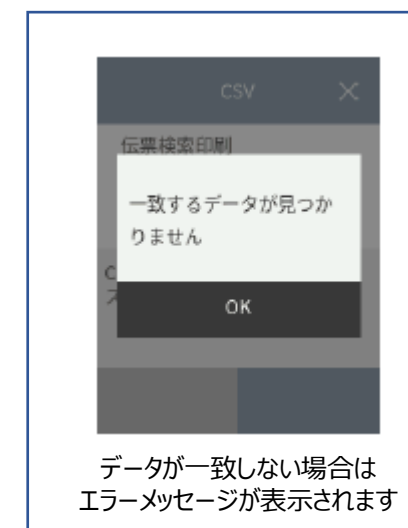 CSV
伝票検索印刷
一致するデータが見つか
りません
C
ス
OK
データが一致しない場合は
エラーメッセージが表示されます